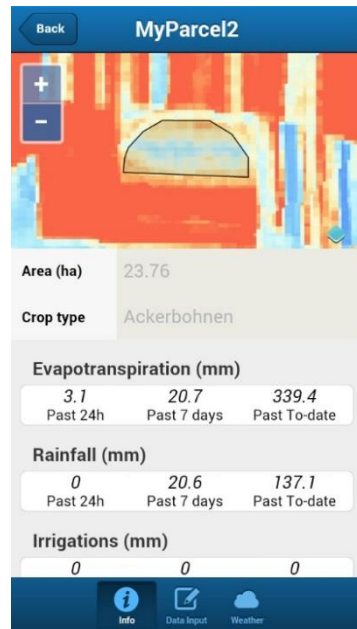 Back MyParcel2
+
−
Area (ha) 23.76
Crop type Ackerbohnen
Evapotranspiration (mm)
3.1 20.7 339.4
Past 24h Past 7 days Past To-date
Rainfall (mm)
0 20.6 137.1
Past 24h Past 7 days Past To-date
Irrigations (mm)
0 0 0
i
Info Data Input Weather